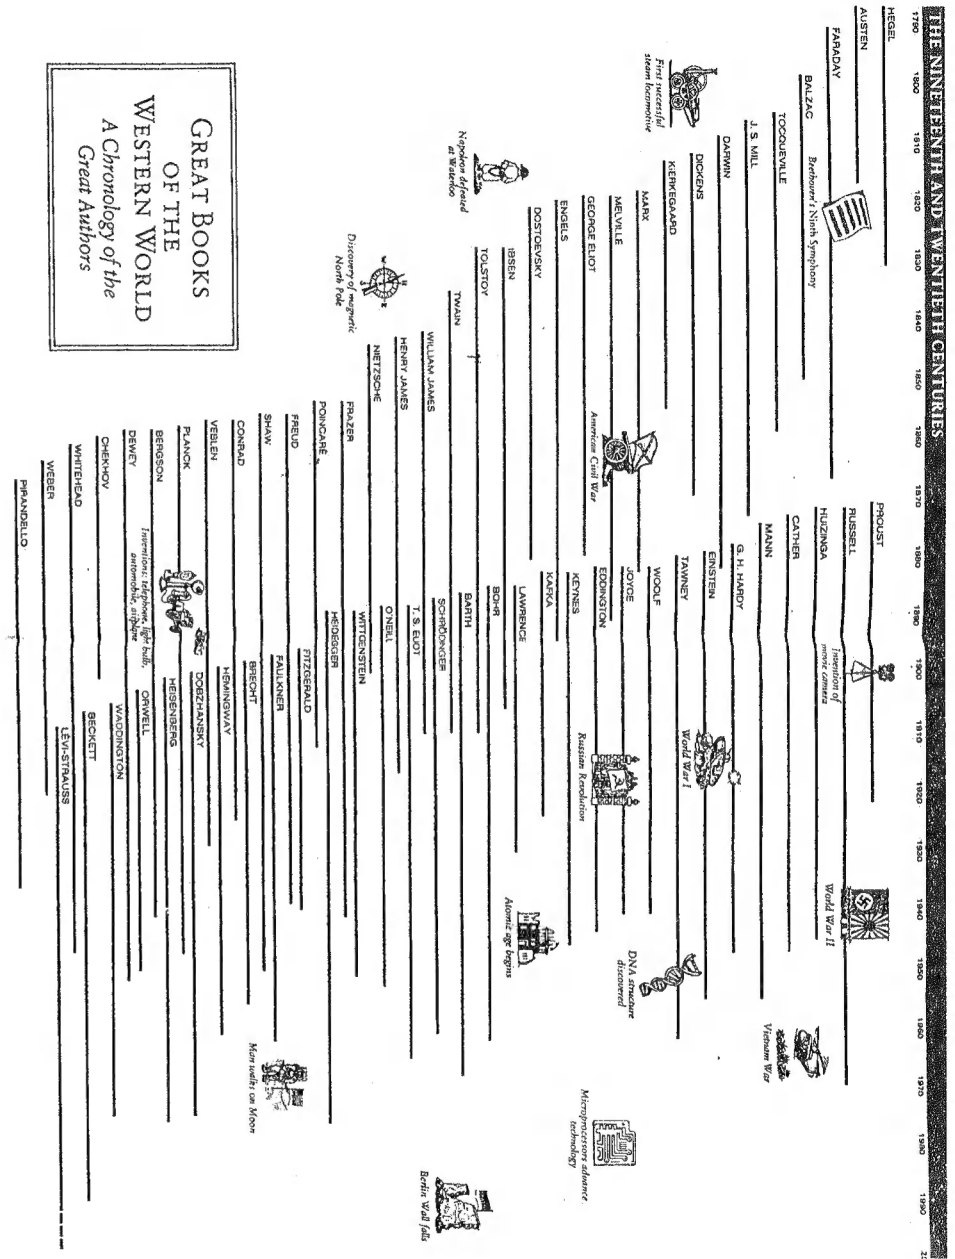 THE NINETEENTH AND TWENTIETH CENTURIES
1790 1800 1810 1820 1830 1840 1850 1860 1870 1880 1890 1900 1910 1920 1930 1940 1950 1960 1970 1980 1990
HEGEL
AUSTEN
FARADAY
BALZAC
TOCQUEVILLE
J. S. MILL
DARWIN
DICKENS
KIERKEGAARD
MARX
MELVILLE
GEORGE ELIOT
ENGELS
DOSTOEVSKY
IBSEN
TOLSTOY
TWAIN
WILLIAM JAMES
HENRY JAMES
NIETZSCHE
FRAZER
POINCARÉ
FREUD
SHAW
CONRAD
VEBLEN
PLANCK
BERGSON
DEWEY
CHEKHOV
WHITEHEAD
WEBER
PIRANDELLO
PROUST
RUSSELL
HUIZINGA
CATHER
MANN
G. H. HARDY
EINSTEIN
TAWNEY
WOOLF
JOYCE
EDDINGTON
KEYNES
KAFKA
LAWRENCE
BOHR
BARTH
SCHRÖDINGER
T. S. ELIOT
O'NEILL
WITTGENSTEIN
HEIDEGGER
FITZGERALD
FAULKNER
BRECHT
HEMINGWAY
DOBZHANSKY
HEISENBERG
ORWELL
WADDINGTON
BECKETT
LÉVI-STRAUSS
Beethoven's Ninth Symphony
First successful
steam locomotive
Napoleon defeated
at Waterloo
Discovery of magnetic
North Pole
American Civil War
Inventions: telephone, light bulb,
automobile, airplane
Invention of
movie camera
World War I
Russian Revolution
World War II
Atomic age begins
DNA structure
discovered
Vietnam War
Man walks on Moon
Microprocessors advance
technology
Berlin Wall falls
GREAT BOOKS
OF THE
WESTERN WORLD
A Chronology of the
Great Authors